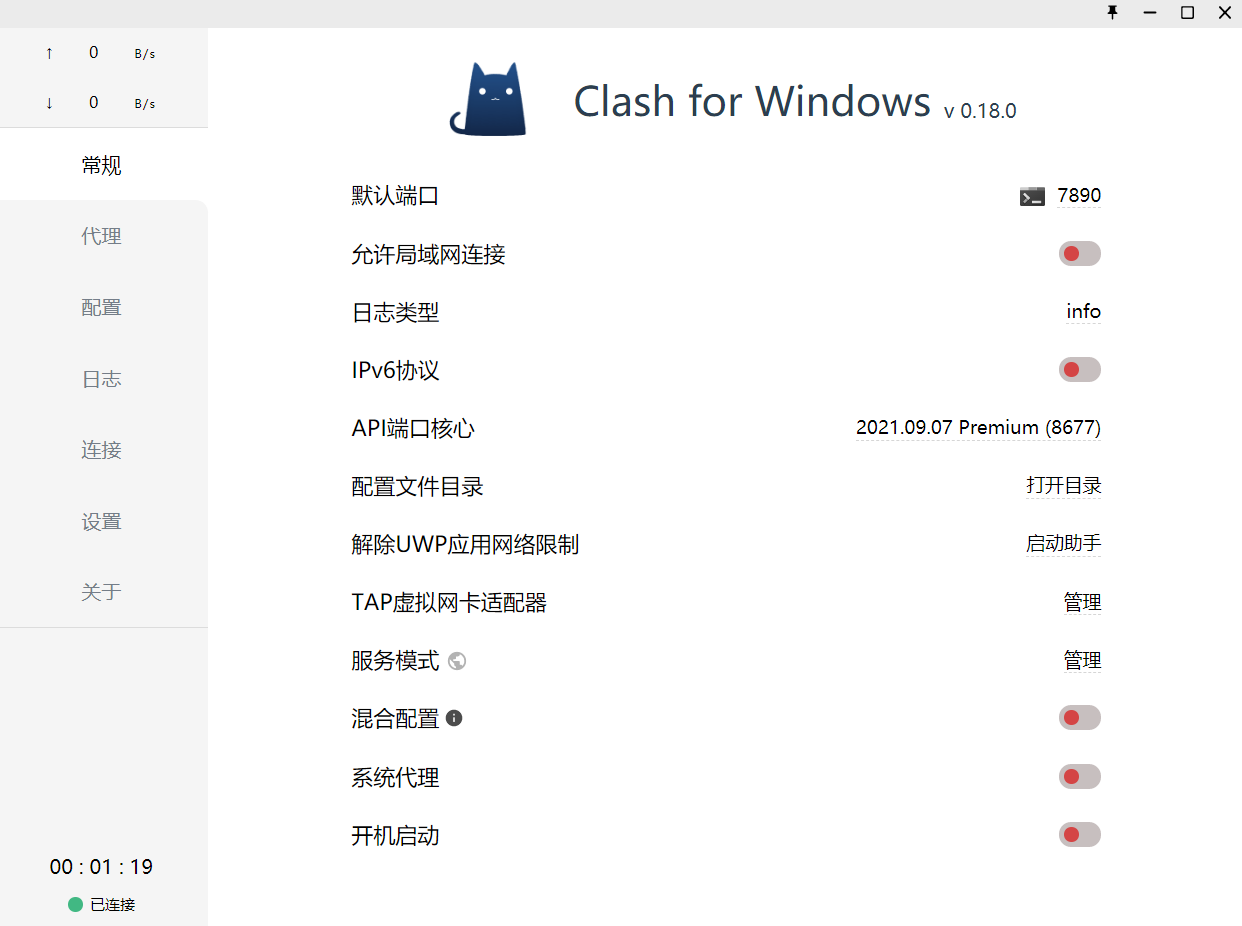 ↑ 0 B/s
↓ 0 B/s
常规
代理
配置
日志
连接
设置
关于
00 : 01 : 19
已连接
Clash for Windows v 0.18.0
默认端口 7890
允许局域网连接
日志类型 info
IPv6协议
API端口核心 2021.09.07 Premium (8677)
配置文件目录 打开目录
解除UWP应用网络限制 启动助手
TAP虚拟网卡适配器 管理
服务模式 管理
混合配置
系统代理
开机启动